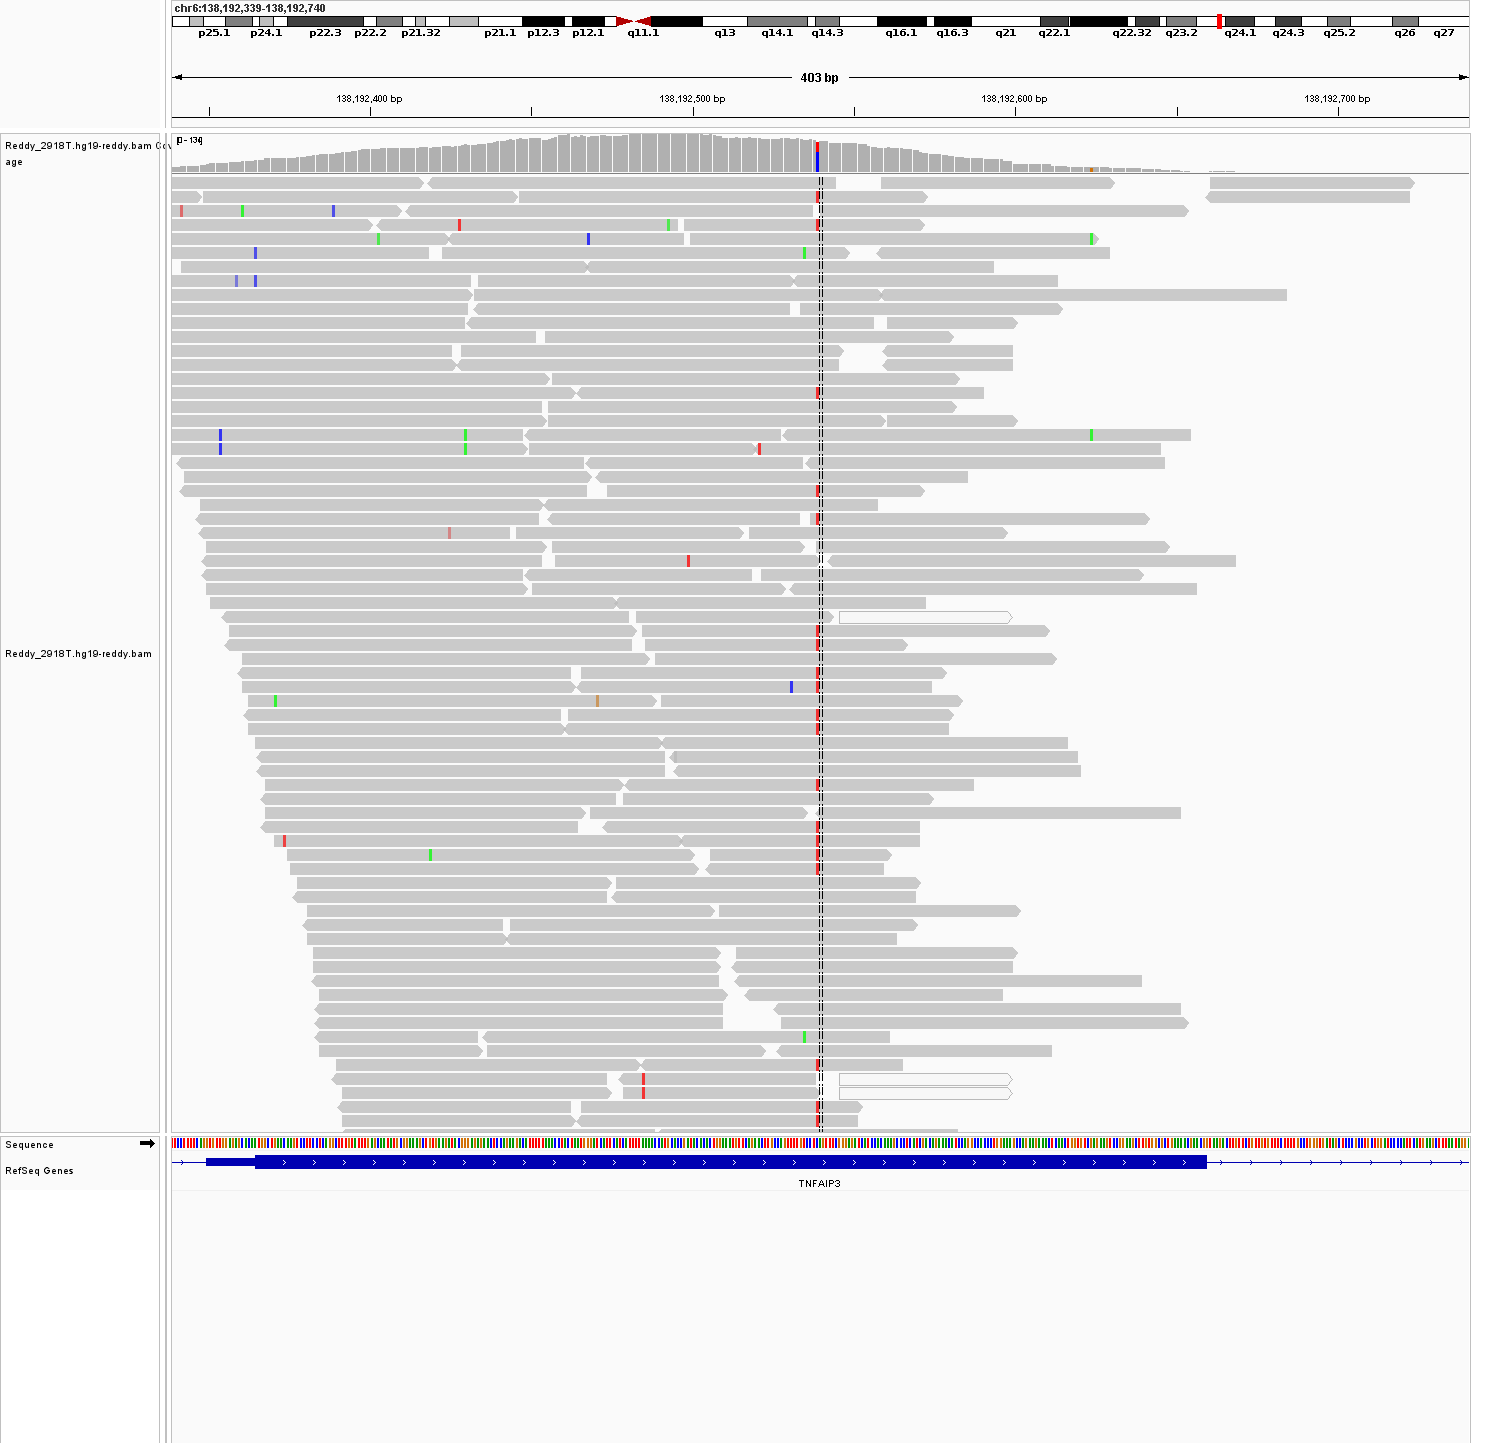 chr6:138,192,339-138,192,740
p25.1 p24.1 p22.3 p22.2 p21.32 p21.1 p12.3 p12.1 q11.1 q13 q14.1 q14.3 q16.1 q16.3 q21 q22.1 q22.32 q23.2 q24.1 q24.3 q25.2 q26 q27
403 bp
138,192,400 bp 138,192,500 bp 138,192,600 bp 138,192,700 bp
[0 - 134]
Reddy_2918T.hg19-reddy.bam Cov
age
Reddy_2918T.hg19-reddy.bam
Sequence
RefSeq Genes
TNFAIP3